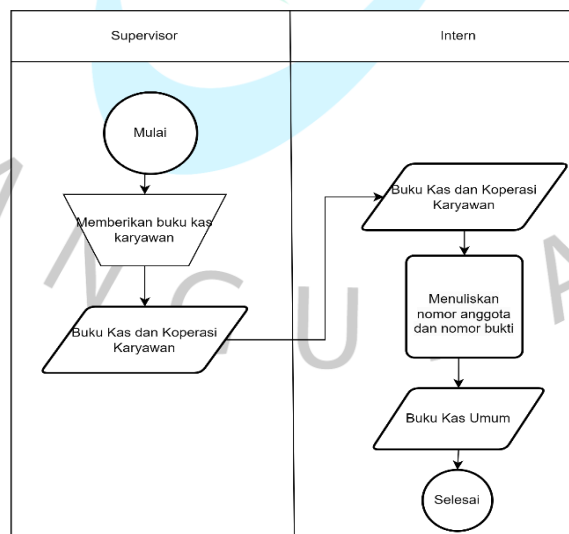 Supervisor
Intern
Mulai
Memberikan buku kas
karyawan
Buku Kas dan Koperasi
Karyawan
Buku Kas dan Koperasi
Karyawan
Menuliskan
nomor anggota
dan nomor bukti
Buku Kas Umum
Selesai